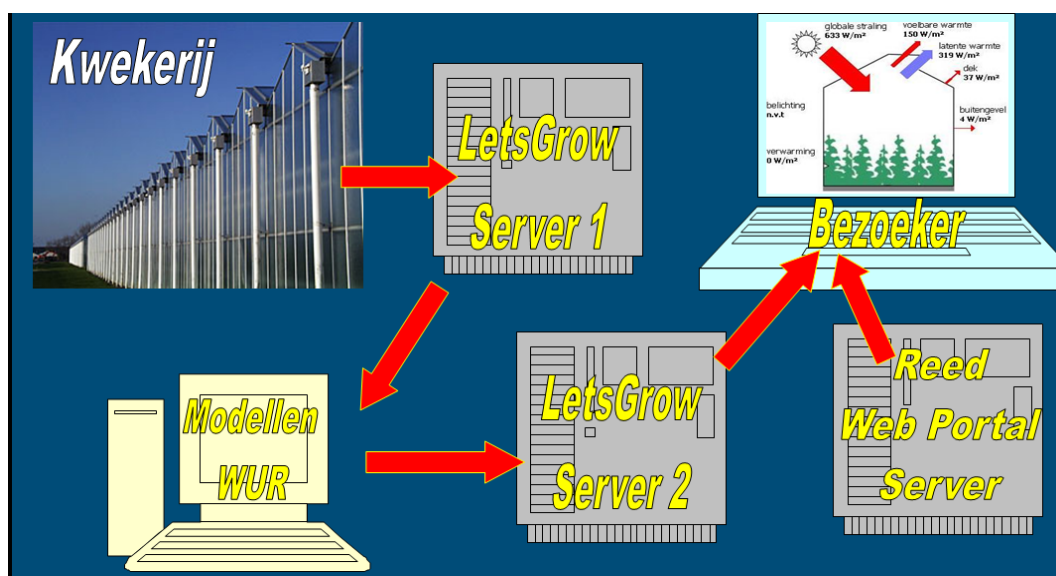 Kwekerij
LetsGrow
Server 1
globale straling
633 W/m²
voelbare warmte
150 W/m²
latente warmte
319 W/m²
dek
37 W/m²
belichting
n.v.t
buitengevel
4 W/m²
verwarming
0 W/m²
Bezoeker
Modellen
WUR
LetsGrow
Server 2
Reed
Web Portal
Server